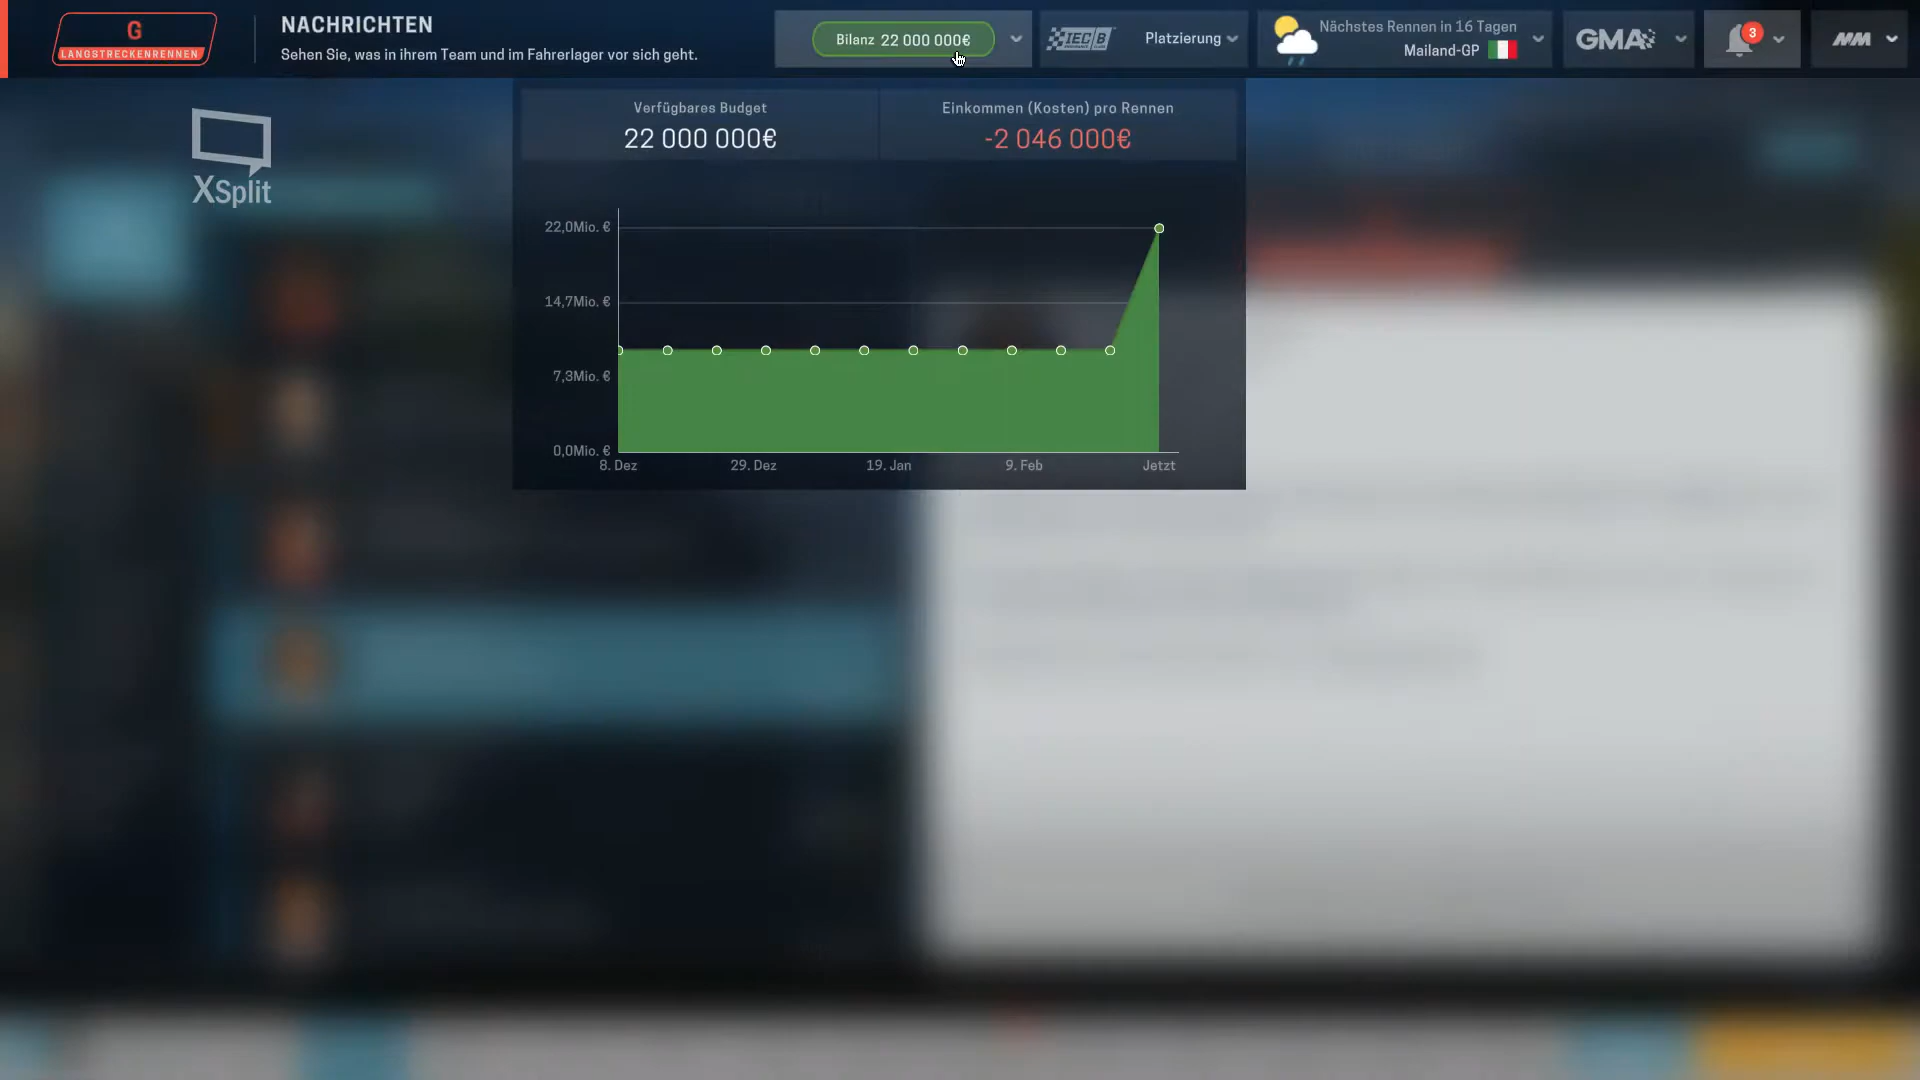 G
LANGSTRECKENRENNEN
NACHRICHTEN
Sehen Sie, was in ihrem Team und im Fahrerlager vor sich geht.
Bilanz 22 000 000€
IEC B
Platzierung
Nächstes Rennen in 16 Tagen
Mailand-GP
GMA
3
XSplit
Verfügbares Budget
22 000 000€
Einkommen (Kosten) pro Rennen
-2 046 000€
22,0Mio. €
14,7Mio. €
7,3Mio. €
0,0Mio. €
8. Dez
29. Dez
19. Jan
9. Feb
Jetzt